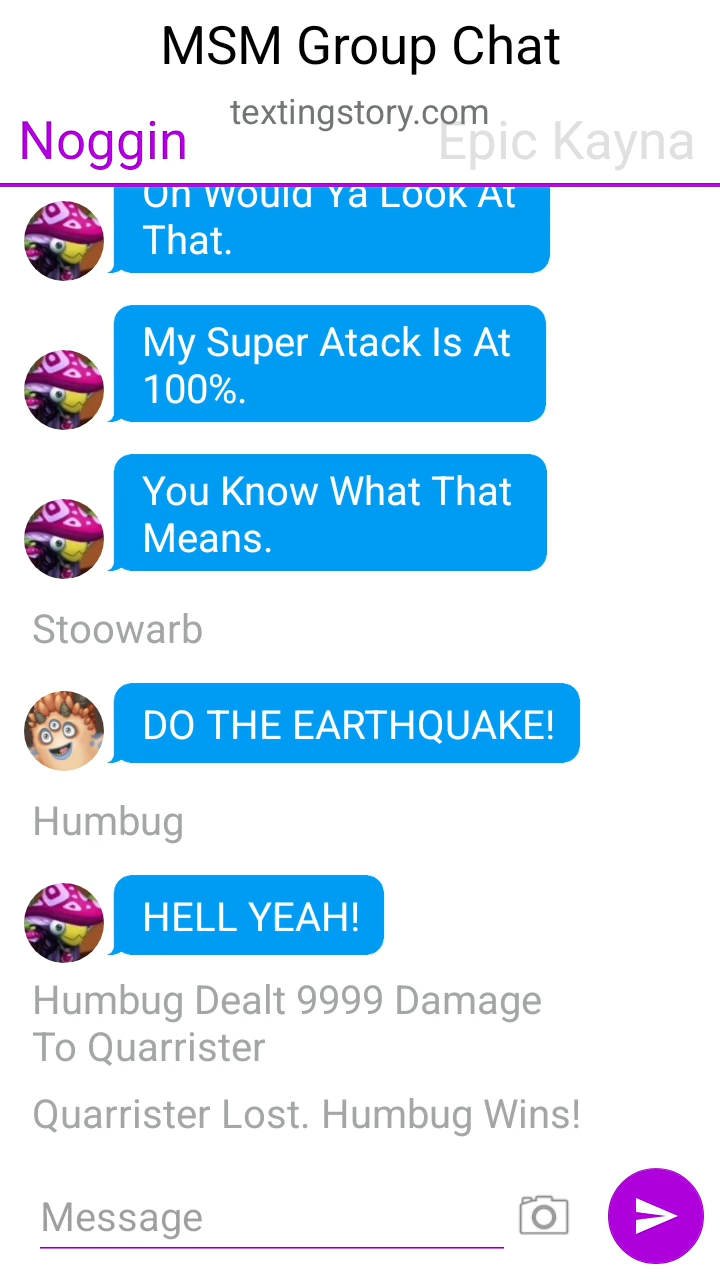 MSM Group Chat
textingstory.com
Noggin
Epic Kayna
Oh Would Ya Look At
That.
My Super Atack Is At
100%.
You Know What That
Means.
Stoowarb
DO THE EARTHQUAKE!
Humbug
HELL YEAH!
Humbug Dealt 9999 Damage
To Quarrister
Quarrister Lost. Humbug Wins!
Message